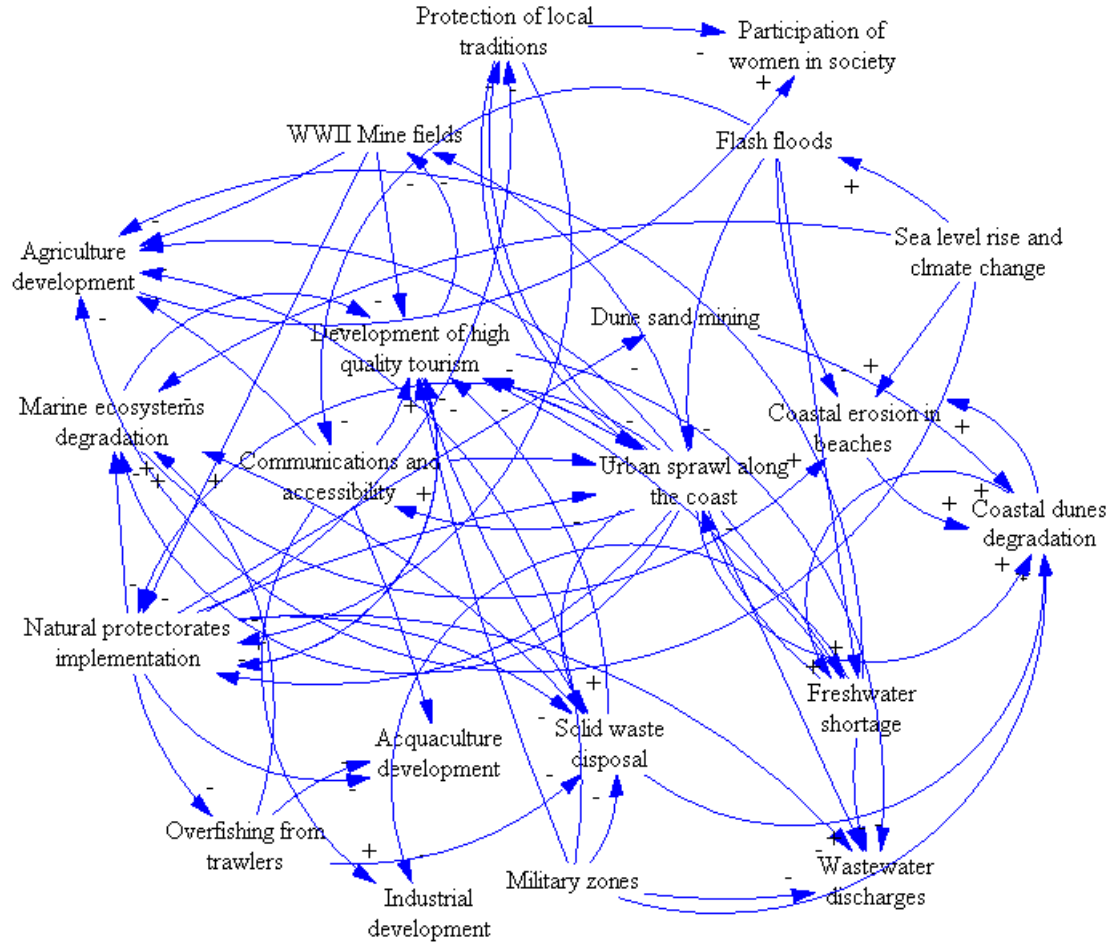 Protection of local
traditions
Participation of
women in society
WWII Mine fields
Flash floods
Agriculture
development
Sea level rise and
clmate change
Dune sand mining
Development of high
quality tourism
Marine ecosystems
degradation
Coastal erosion in
beaches
Communications and
accessibility
Urban sprawl along
the coast
Coastal dunes
degradation
Natural protectorates
implementation
Freshwater
shortage
Solid waste
disposal
Acquaculture
development
Overfishing from
trawlers
Military zones
Wastewater
discharges
Industrial
development